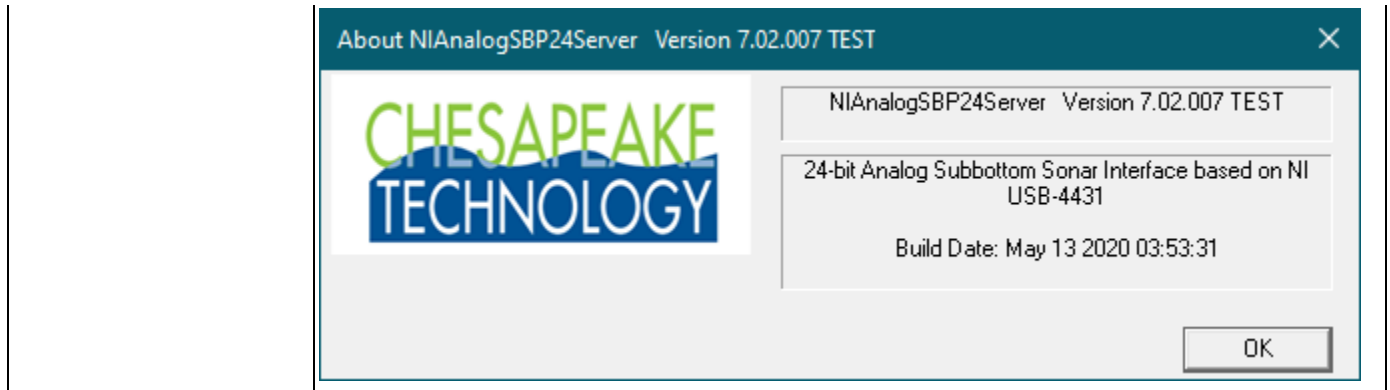 About NIAnalogSBP24Server   Version 7.02.007 TEST
CHESAPEAKE
TECHNOLOGY
NIAnalogSBP24Server   Version 7.02.007 TEST
24-bit Analog Subbottom Sonar Interface based on NI
USB-4431
Build Date: May 13 2020 03:53:31
OK